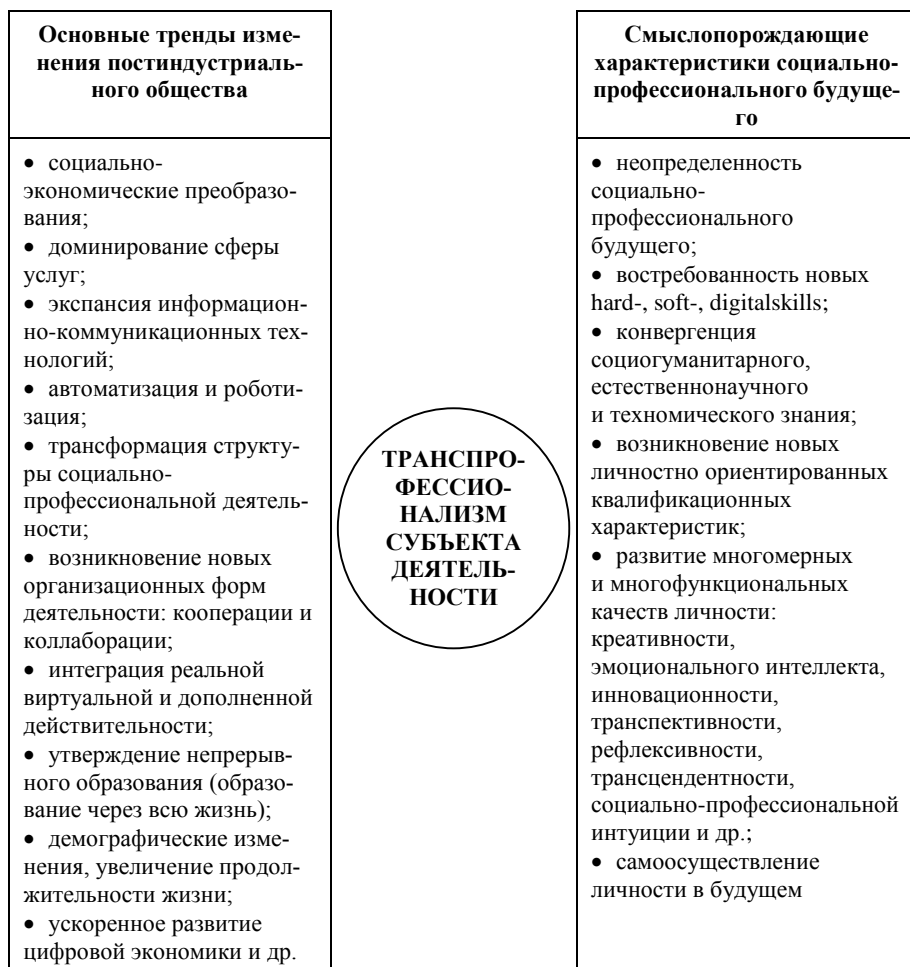 Основные тренды изме-
нения постиндустриаль-
ного общества
• социально-
экономические преобразо-
вания;
• доминирование сферы
услуг;
• экспансия информацион-
но-коммуникационных тех-
нологий;
• автоматизация и роботи-
зация;
• трансформация структу-
ры социально-
профессиональной деятель-
ности;
• возникновение новых
организационных форм
деятельности: кооперации и
коллаборации;
• интеграция реальной
виртуальной и дополненной
действительности;
• утверждение непрерыв-
ного образования (образо-
вание через всю жизнь);
• демографические изме-
нения, увеличение продол-
жительности жизни;
• ускоренное развитие
цифровой экономики и др.
ТРАНСПРО-
ФЕССИО-
НАЛИЗМ
СУБЪЕКТА
ДЕЯТЕЛЬ-
НОСТИ
Смыслопорождающие
характеристики социально-
профессионального будуще-
го
• неопределенность
социально-
профессионального
будущего;
• востребованность новых
hard-, soft-, digitalskills;
• конвергенция
социогуманитарного,
естественнонаучного
и техномического знания;
• возникновение новых
личностно ориентированных
квалификационных
характеристик;
• развитие многомерных
и многофункциональных
качеств личности:
креативности,
эмоционального интеллекта,
инновационности,
транспективности,
рефлексивности,
трансцендентности,
социально-профессиональной
интуиции и др.;
• самоосуществление
личности в будущем